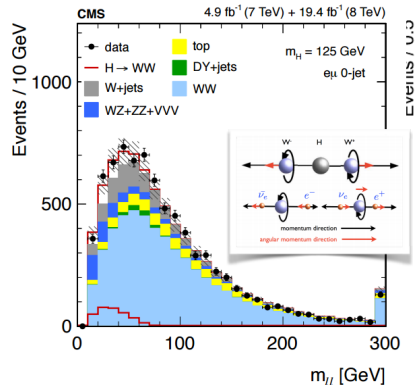 CMS 4.9 fb⁻¹ (7 TeV) + 19.4 fb⁻¹ (8 TeV)
Events / 10 GeV
data
H → WW
W+jets
WZ+ZZ+VVV
top
DY+jets
WW
m_H = 125 GeV
eμ 0-jet
W⁻ H W⁺
ν̄ₑ e⁻ νₑ e⁺
momentum direction
angular momentum direction
1000
500
0
0 100 200 300
m_ll [GeV]